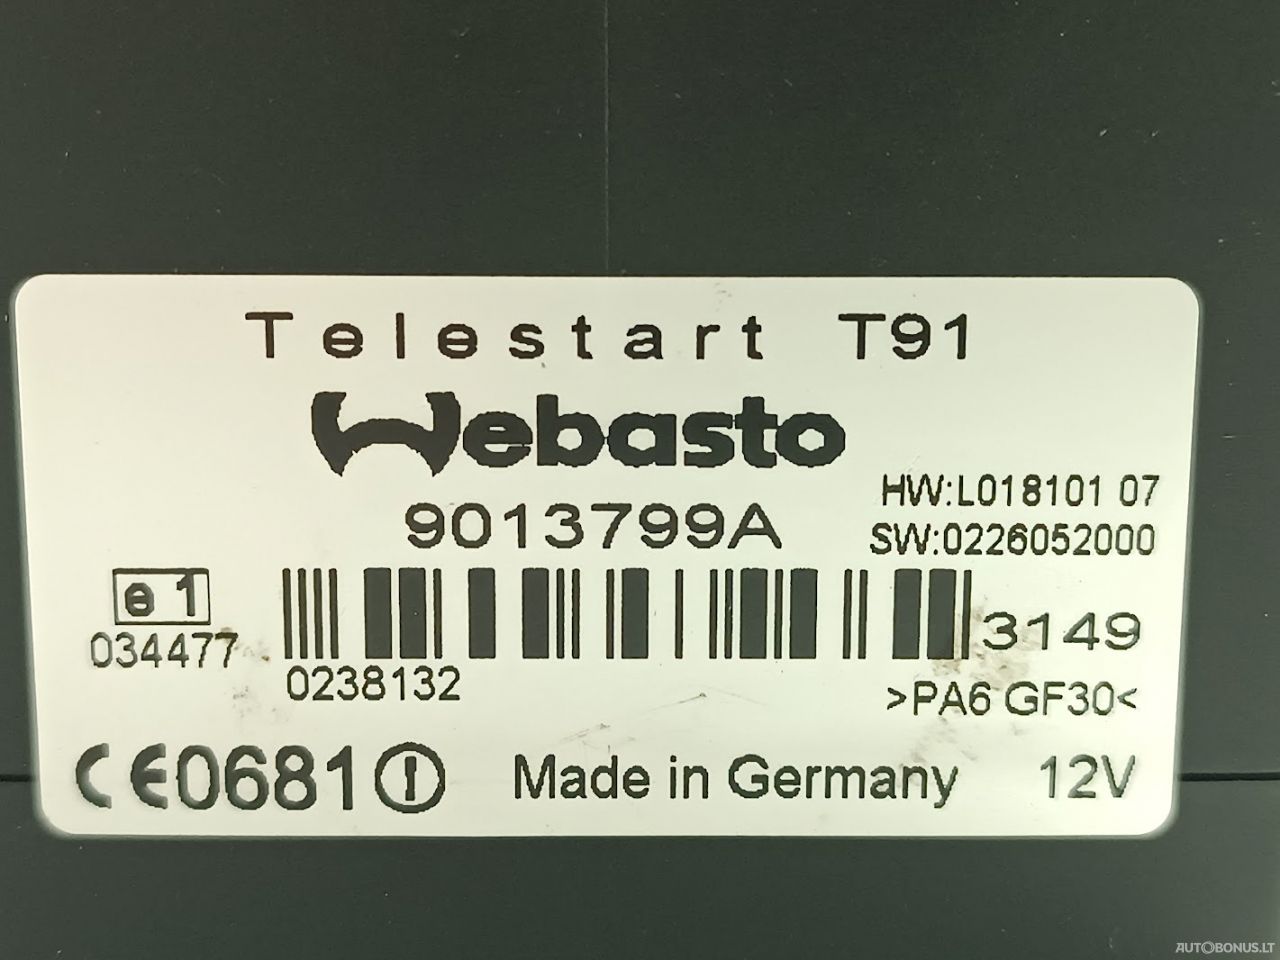 Telestart T91
Webasto
HW:L018101 07
9013799A
SW:0226052000
e1
034477
3149
0238132
>PA6 GF30<
CE0681 Made in Germany 12V
AUTOBONUS.LT